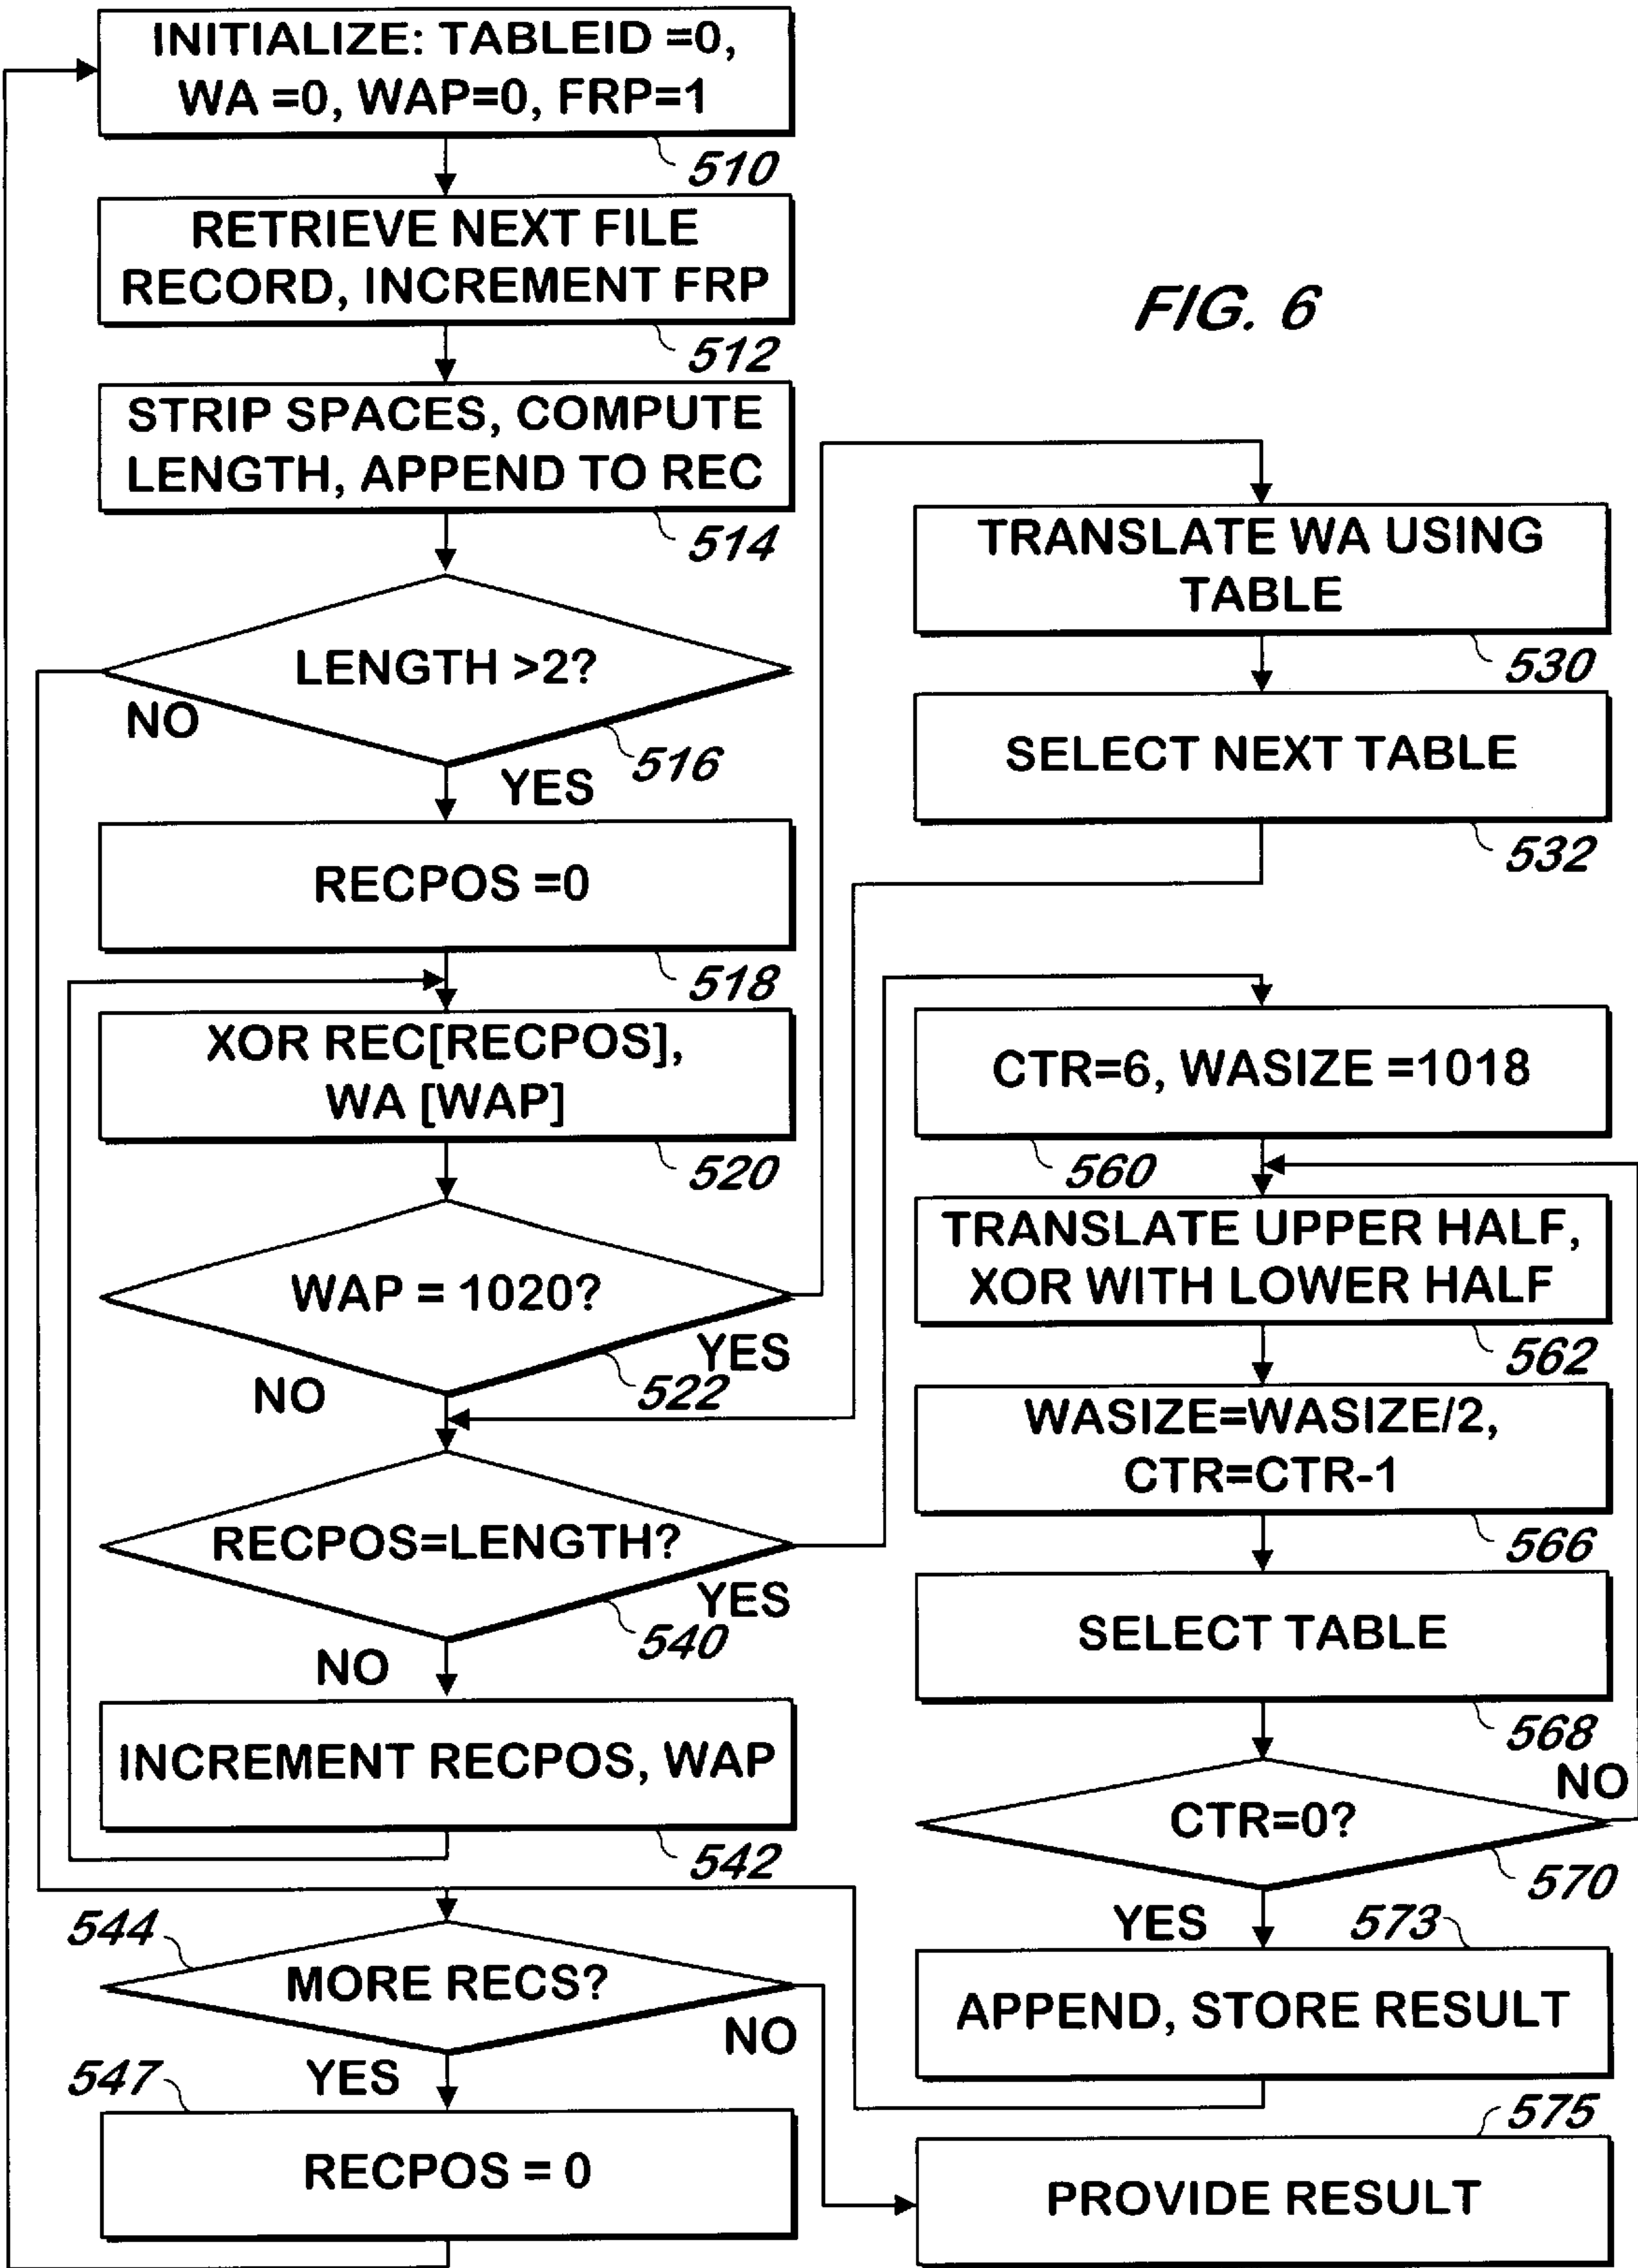 INITIALIZE: TABLEID =0,
WA =0, WAP=0, FRP=1
510
RETRIEVE NEXT FILE
RECORD, INCREMENT FRP
512
STRIP SPACES, COMPUTE
LENGTH, APPEND TO REC
514
LENGTH >2?
NO
516
YES
RECPOS =0
518
XOR REC[RECPOS],
WA [WAP]
520
WAP = 1020?
YES
522
NO
RECPOS=LENGTH?
YES
540
NO
INCREMENT RECPOS, WAP
542
544
MORE RECS?
NO
YES
547
RECPOS = 0
FIG. 6
TRANSLATE WA USING
TABLE
530
SELECT NEXT TABLE
532
CTR=6, WASIZE =1018
560
TRANSLATE UPPER HALF,
XOR WITH LOWER HALF
562
WASIZE=WASIZE/2,
CTR=CTR-1
566
SELECT TABLE
568
NO
CTR=0?
570
YES
573
APPEND, STORE RESULT
575
PROVIDE RESULT